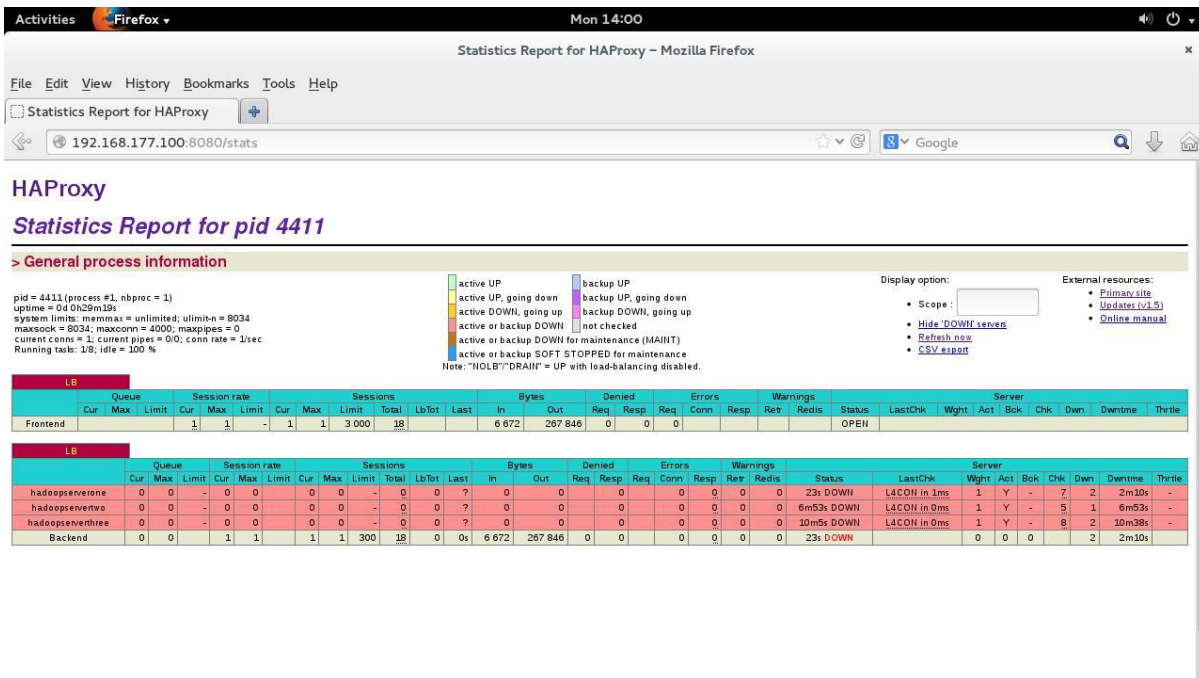 Activities Firefox Mon 14:00
Statistics Report for HAProxy - Mozilla Firefox
File Edit View History Bookmarks Tools Help
Statistics Report for HAProxy
192.168.177.100:8080/stats Google
HAProxy
Statistics Report for pid 4411
> General process information
pid = 4411 (process #1, nbproc = 1)
uptime = 0d 0h29m19s
system limits: memmax = unlimited; ulimit-n = 8034
maxsock = 8034; maxconn = 4000; maxpipes = 0
current conns = 1; current pipes = 0/0; conn rate = 1/sec
Running tasks: 1/8; idle = 100 %
active UP backup UP
active UP, going down backup UP, going down
active DOWN, going up backup DOWN, going up
active or backup DOWN not checked
active or backup DOWN for maintenance (MAINT)
active or backup SOFT STOPPED for maintenance
Note: "NOLB"/"DRAIN" = UP with load-balancing disabled.
Display option:
Scope :
Hide 'DOWN' servers
Refresh now
CSV export
External resources:
Primary site
Updates (v1.5)
Online manual
LB
Queue Session rate Sessions Bytes Denied Errors Warnings Server
Cur Max Limit Cur Max Limit Cur Max Limit Total LbTot Last In Out Req Resp Req Conn Resp Retr Redis Status LastChk Wght Act Bck Chk Dwn Dwntme Thrtle
Frontend 1 1 - 1 1 3 000 18 6 672 267 846 0 0 0 OPEN
LB
Queue Session rate Sessions Bytes Denied Errors Warnings Server
Cur Max Limit Cur Max Limit Cur Max Limit Total LbTot Last In Out Req Resp Req Conn Resp Retr Redis Status LastChk Wght Act Bck Chk Dwn Dwntme Thrtle
hadoopserverone 0 0 - 0 0 0 0 - 0 0 ? 0 0 0 0 0 0 0 23s DOWN L4CON in 1ms 1 Y - 7 2 2m10s -
hadoopservertwo 0 0 - 0 0 0 0 - 0 0 ? 0 0 0 0 0 0 0 6m53s DOWN L4CON in 0ms 1 Y - 5 1 6m53s -
hadoopserverthree 0 0 - 0 0 0 0 - 0 0 ? 0 0 0 0 0 0 0 10m5s DOWN L4CON in 0ms 1 Y - 8 2 10m38s -
Backend 0 0 1 1 1 1 300 18 0 0s 6 672 267 846 0 0 0 0 0 0 23s DOWN 0 0 0 2 2m10s